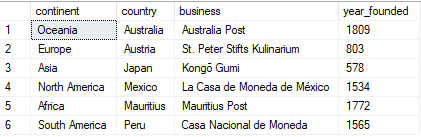 continent country business year_founded
1 Oceania Australia Australia Post 1809
2 Europe Austria St. Peter Stifts Kulinarium 803
3 Asia Japan Kongō Gumi 578
4 North America Mexico La Casa de Moneda de México 1534
5 Africa Mauritius Mauritius Post 1772
6 South America Peru Casa Nacional de Moneda 1565